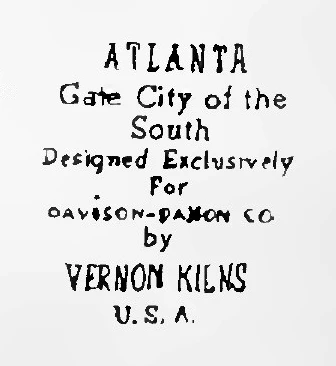 ATLANTA
Gate City of the
South
Designed Exclusively
For
DAVISON-PAXON CO
by
VERNON KILNS
U.S.A.